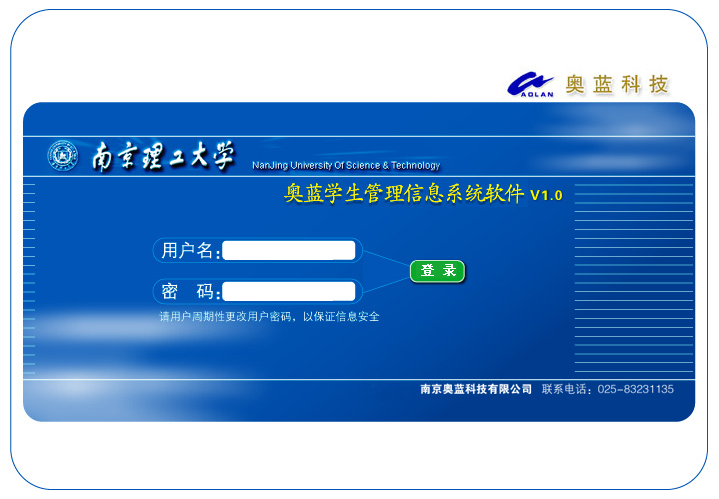 AOLAN 奥蓝科技
南京理工大学 NanJing University Of Science & Technology
奥蓝学生管理信息系统软件 V1.0
用户名:
登 录
密 码:
请用户周期性更改用户密码，以保证信息安全
南京奥蓝科技有限公司 联系电话：025-83231135